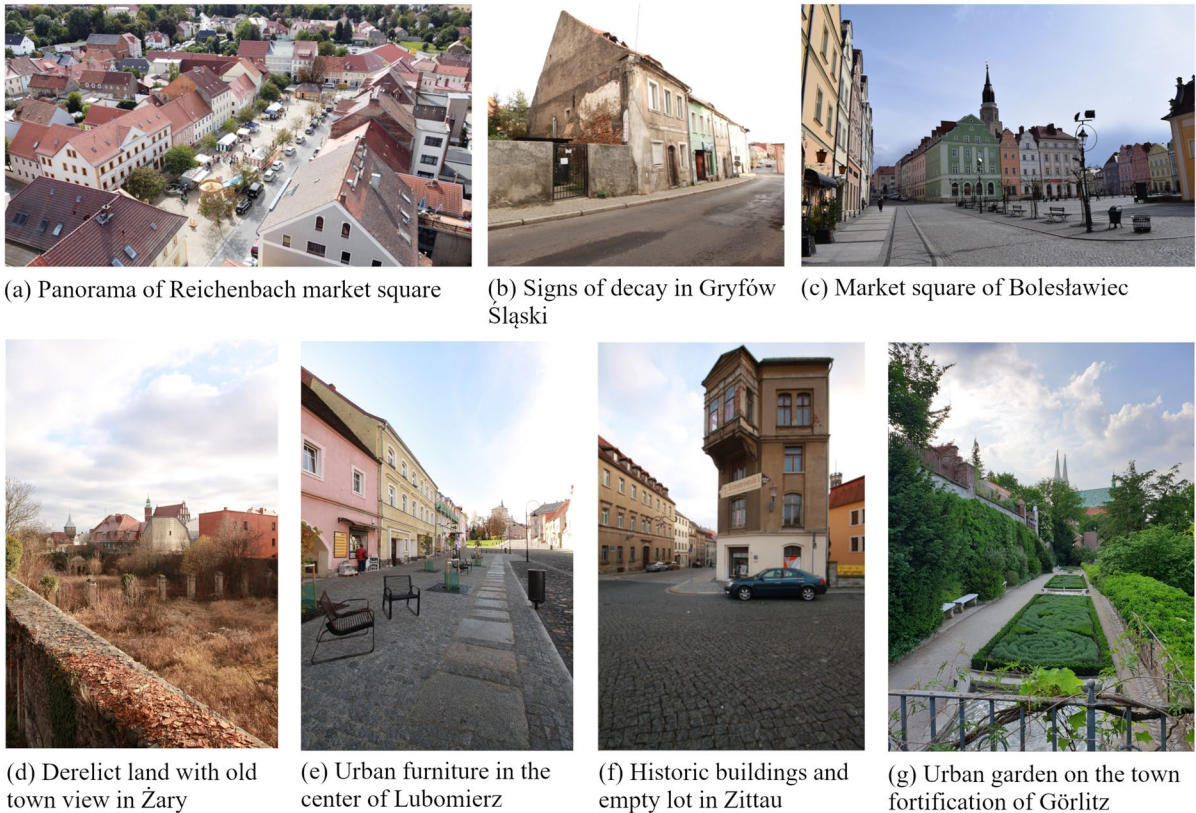 (a) Panorama of Reichenbach market square
(b) Signs of decay in Gryfów
Śląski
(c) Market square of Bolesławiec
(d) Derelict land with old
town view in Żary
(e) Urban furniture in the
center of Lubomierz
(f) Historic buildings and
empty lot in Zittau
(g) Urban garden on the town
fortification of Görlitz